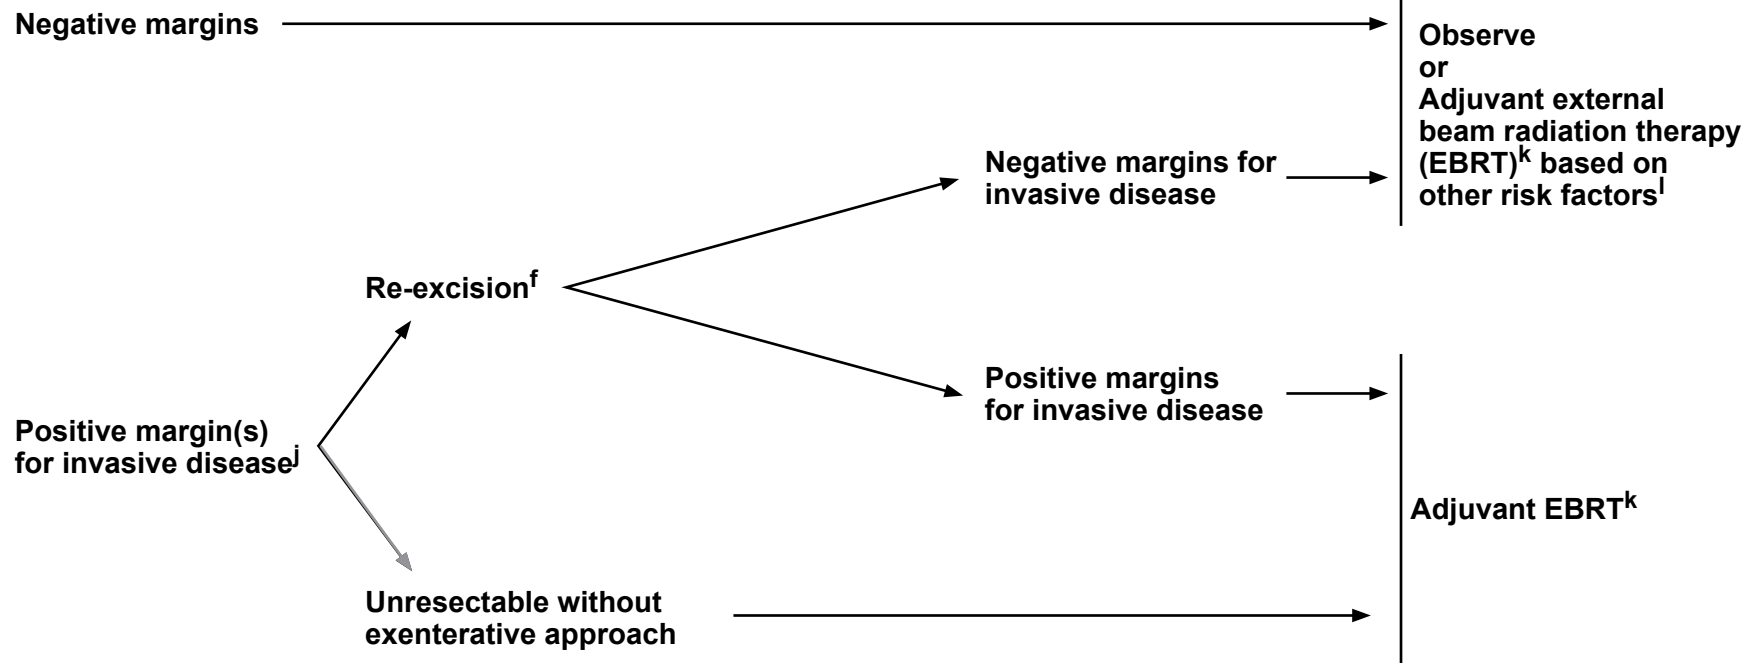 Negative margins
Observe
or
Adjuvant external
beam radiation therapy
(EBRT)k based on
other risk factorsl
Negative margins for
invasive disease
Re-excisionf
Positive margins
for invasive disease
Positive margin(s)
for invasive diseasej
Adjuvant EBRTk
Unresectable without
exenterative approach